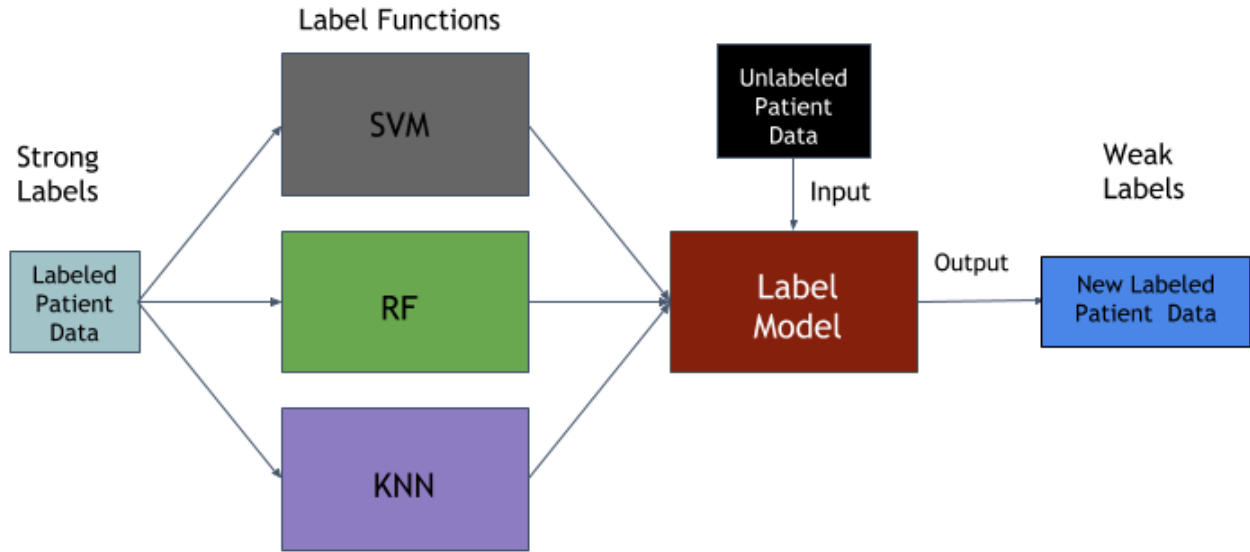 Label Functions
Strong
Labels
Labeled
Patient
Data
SVM
RF
KNN
Unlabeled
Patient
Data
Input
Label
Model
Output
Weak
Labels
New Labeled
Patient Data